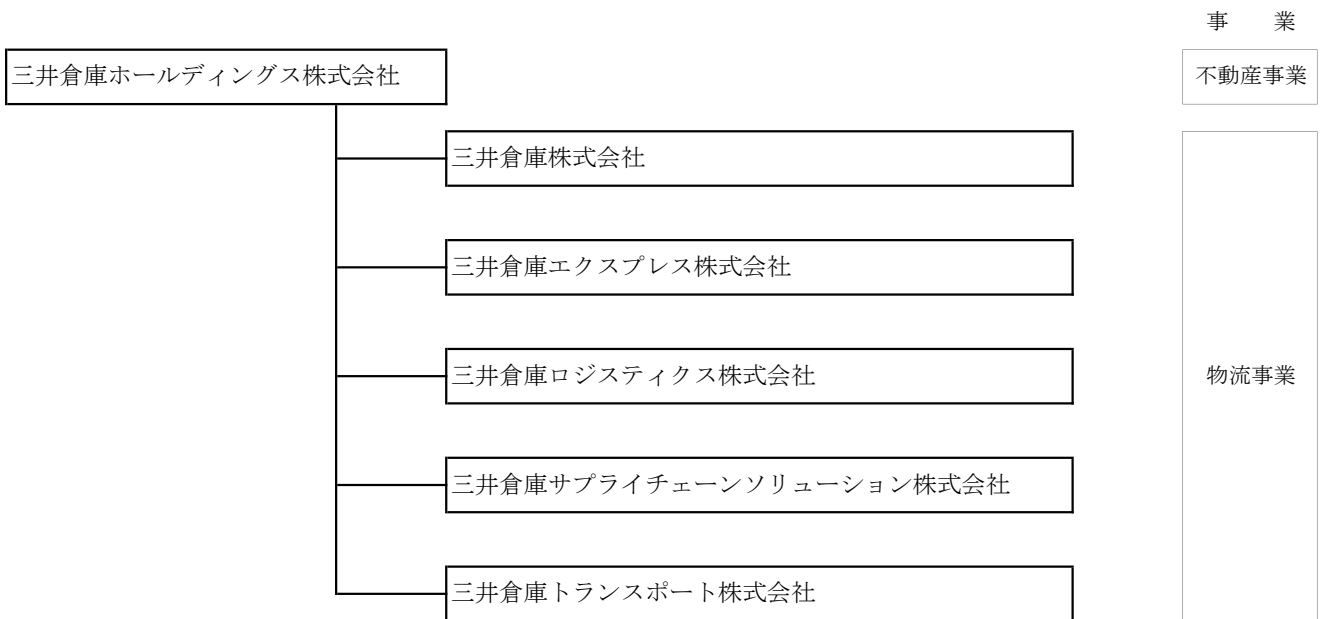 事　業
三井倉庫ホールディングス株式会社
不動産事業
三井倉庫株式会社
三井倉庫エクスプレス株式会社
三井倉庫ロジスティクス株式会社
物流事業
三井倉庫サプライチェーンソリューション株式会社
三井倉庫トランスポート株式会社